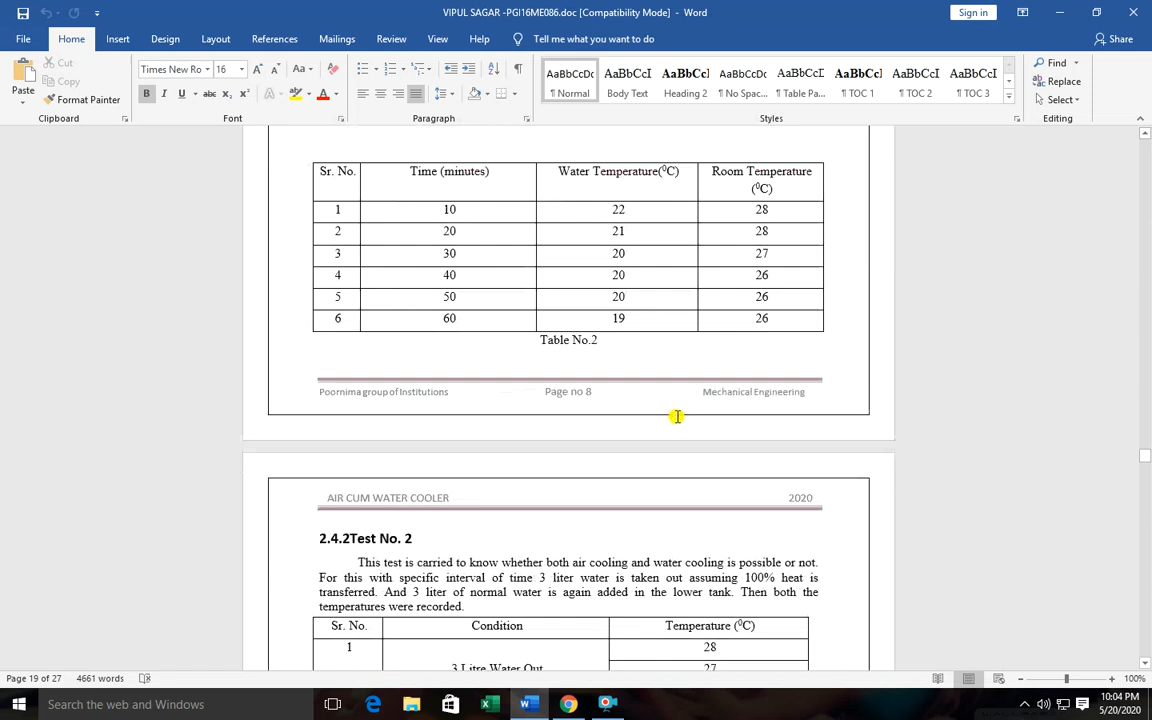 VIPUL SAGAR -PGI16ME086.doc [Compatibility Mode] - Word
Sign in
File Home Insert Design Layout References Mailings Review View Help Tell me what you want to do
Share
Cut
Copy
Format Painter
Paste
Times New Ro 16
AaBbCcDc AaBbCcI AaBbCcI AaBbCcDc AaBbCcDc AaBbCcI AaBbCcI AaBbCcI
¶ Normal Body Text Heading 2 ¶ No Spac... ¶ Table Pa... ¶ TOC 1 ¶ TOC 2 ¶ TOC 3
Find
Replace
Select
Clipboard Font Paragraph Styles Editing
Sr. No. Time (minutes) Water Temperature(⁰C) Room Temperature
(⁰C)
1 10 22 28
2 20 21 28
3 30 20 27
4 40 20 26
5 50 20 26
6 60 19 26
Table No.2
Poornima group of Institutions Page no 8 Mechanical Engineering
AIR CUM WATER COOLER 2020
2.4.2Test No. 2
This test is carried to know whether both air cooling and water cooling is possible or not.
For this with specific interval of time 3 liter water is taken out assuming 100% heat is
transferred. And 3 liter of normal water is again added in the lower tank. Then both the
temperatures were recorded.
Sr. No. Condition Temperature (⁰C)
1 28
3 Litre Water Out 27
Page 19 of 27 4661 words 100%
Search the web and Windows
10:04 PM
5/20/2020